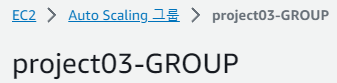 EC2 > Auto Scaling 그룹 > project03-GROUP
project03-GROUP